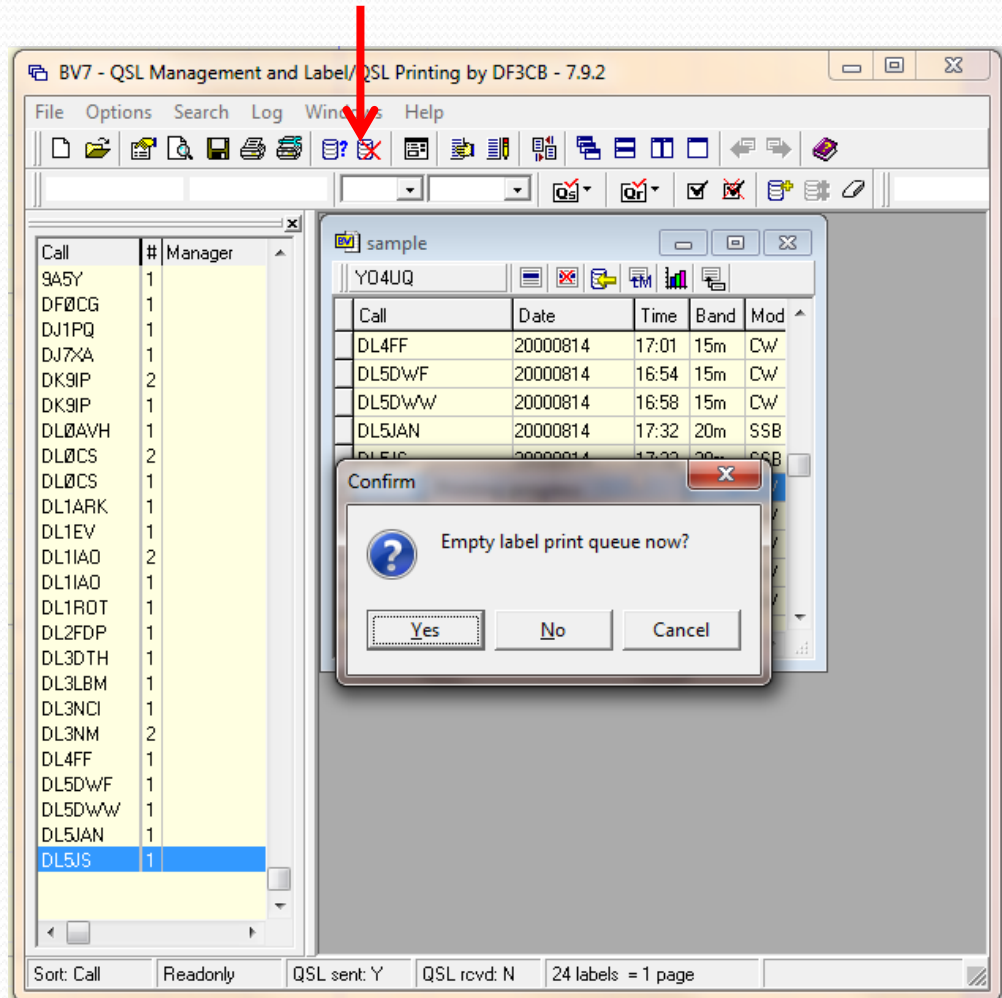 BV7 - QSL Management and Label/QSL Printing by DF3CB - 7.9.2
File Options Search Log Windows Help
Call # Manager
9A5Y 1
DFØCG 1
DJ1PQ 1
DJ7XA 1
DK9IP 2
DK9IP 1
DLØAVH 1
DLØCS 2
DLØCS 1
DL1ARK 1
DL1EV 1
DL1IAO 2
DL1IAO 1
DL1ROT 1
DL2FDP 1
DL3DTH 1
DL3LBM 1
DL3NCI 1
DL3NM 2
DL4FF 1
DL5DWF 1
DL5DWW 1
DL5JAN 1
DL5JS 1
sample
YO4UQ
Call Date Time Band Mod
DL4FF 20000814 17:01 15m CW
DL5DWF 20000814 16:54 15m CW
DL5DWW 20000814 16:58 15m CW
DL5JAN 20000814 17:32 20m SSB
Confirm
Empty label print queue now?
Yes No Cancel
Sort: Call Readonly QSL sent: Y QSL rcvd: N 24 labels = 1 page